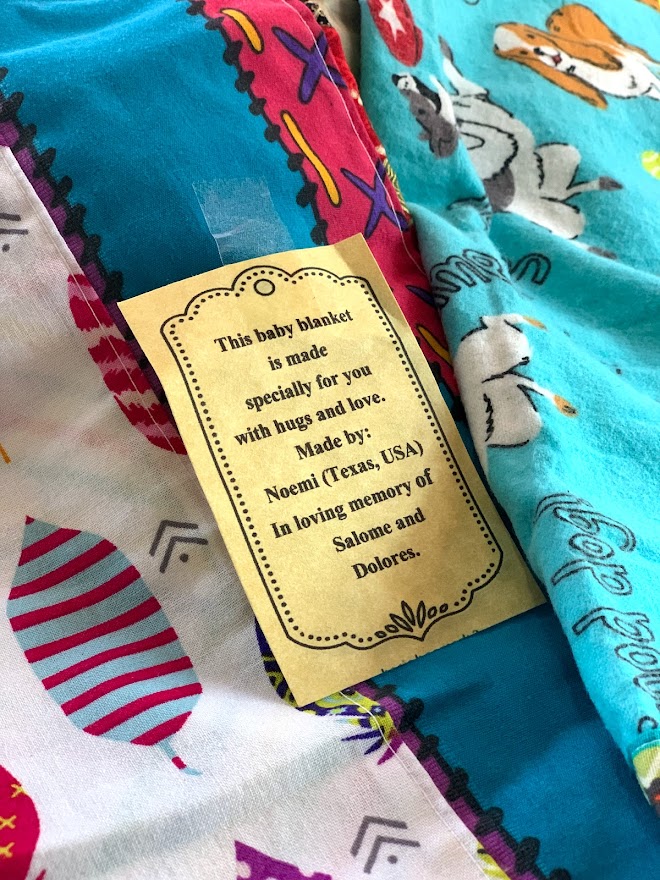 This baby blanket
is made
specially for you
with hugs and love.
Made by:
Noemi (Texas, USA)
In loving memory of
Salome and
Dolores.
dog